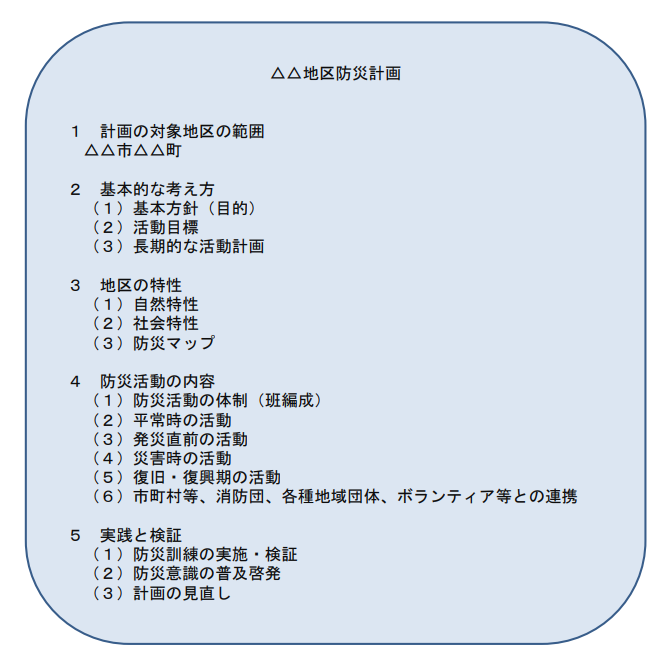 △△地区防災計画
１　計画の対象地区の範囲
△△市△△町
２　基本的な考え方
（１）基本方針（目的）
（２）活動目標
（３）長期的な活動計画
３　地区の特性
（１）自然特性
（２）社会特性
（３）防災マップ
４　防災活動の内容
（１）防災活動の体制（班編成）
（２）平常時の活動
（３）発災直前の活動
（４）災害時の活動
（５）復旧・復興期の活動
（６）市町村等、消防団、各種地域団体、ボランティア等との連携
５　実践と検証
（１）防災訓練の実施・検証
（２）防災意識の普及啓発
（３）計画の見直し